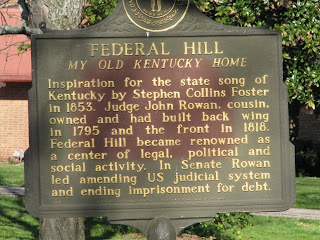 FEDERAL HILL
MY OLD KENTUCKY HOME
Inspiration for the state song of
Kentucky by Stephen Collins Foster
in 1853. Judge John Rowan, cousin,
owned and had built back wing
in 1795 and the front in 1818.
Federal Hill became renowned as
a center of legal, political and
social activity. In Senate Rowan
led amending US judicial system
and ending imprisonment for debt.